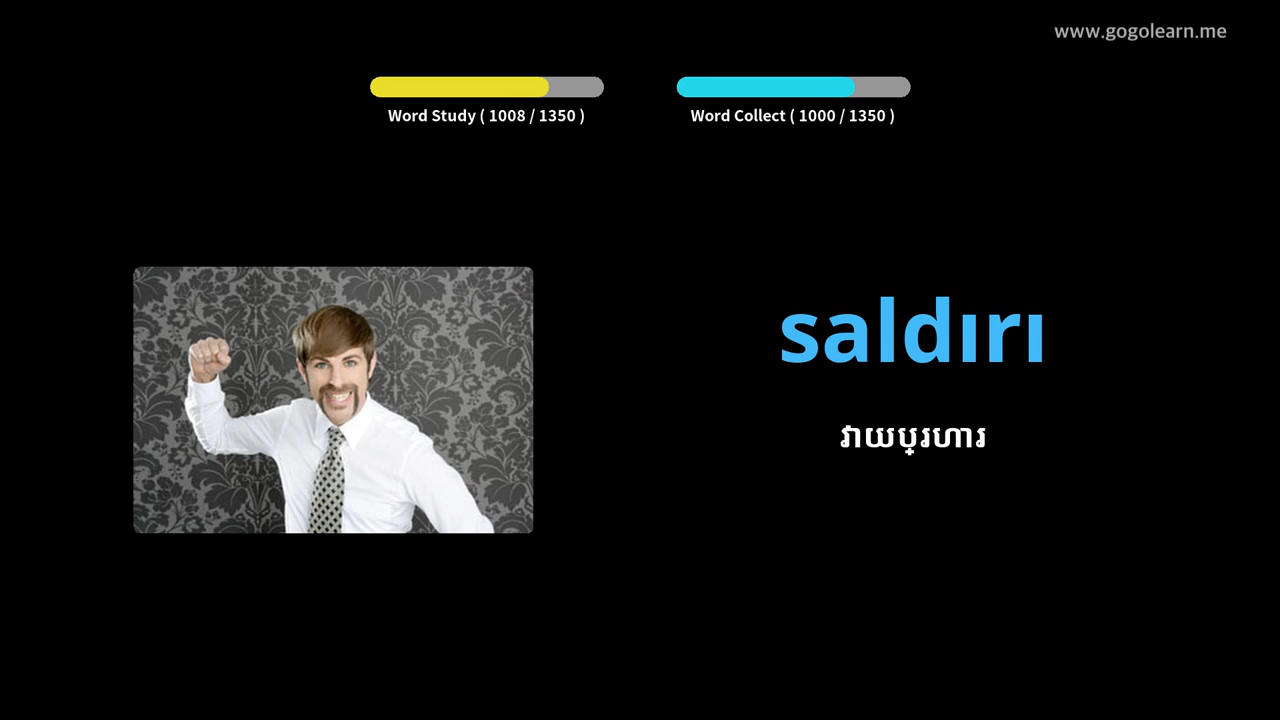 www.gogolearn.me
Word Study ( 1008 / 1350 )
Word Collect ( 1000 / 1350 )
saldırı
វាយប្រហារ